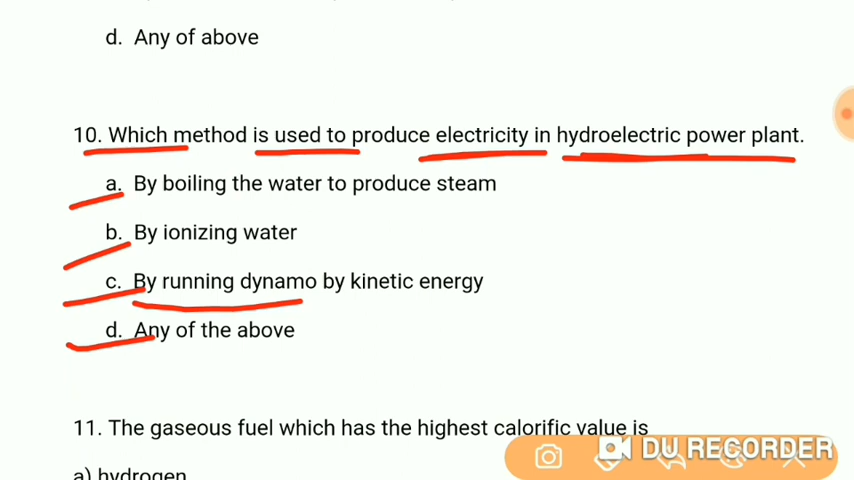 d. Any of above
10. Which method is used to produce electricity in hydroelectric power plant.
a. By boiling the water to produce steam
b. By ionizing water
c. By running dynamo by kinetic energy
d. Any of the above
11. The gaseous fuel which has the highest calorific value is
DU RECORDER
a) hydrogen